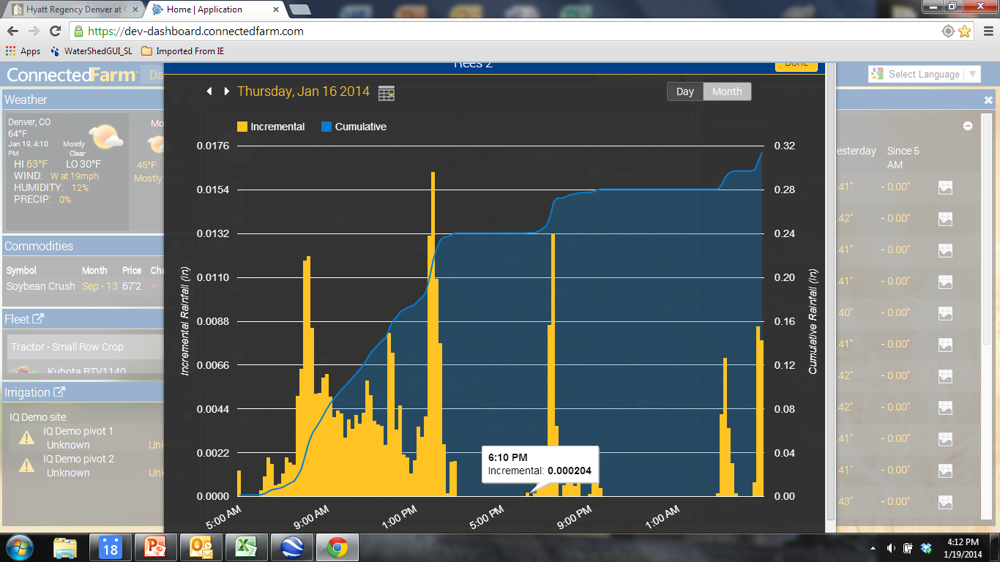 Hyatt Regency Denver at C
Home | Application
https://dev-dashboard.connectedfarm.com
Apps
WaterShedGUI_SL
Imported From IE
ConnectedFarm
Da
Rees 2
Done
Select Language
Weather
Denver, CO
64°F
Jan 19, 4:10 PM
Mostly Clear
HI 63°F LO 30°F
WIND: W at 19mph
HUMIDITY: 12%
PRECIP: 0%
Mo
45°F
Mostly
Commodities
Symbol Month Price Cha
Soybean Crush Sep - 13 67'2
Fleet
Tractor - Small Row Crop
Kubota RTV1140
Irrigation
IQ Demo site
IQ Demo pivot 1
Unknown Unk
IQ Demo pivot 2
Unknown Unk
Thursday, Jan 16 2014
Day Month
Incremental Cumulative
Incremental Rainfall (In)
0.0176
0.0154
0.0132
0.0110
0.0088
0.0066
0.0044
0.0022
0.0000
0.32
0.28
0.24
0.20
0.16
0.12
0.08
0.04
0.00
Cumulative Rainfall (In)
6:10 PM
Incremental: 0.000204
5:00 AM
9:00 AM
1:00 PM
5:00 PM
9:00 PM
1:00 AM
esterday Since 5 AM
.41" - 0.00"
.42" - 0.00"
.41" - 0.00"
.41" - 0.00"
.40" - 0.00"
.41" - 0.00"
.42" - 0.00"
.42" - 0.00"
.41" - 0.00"
.41" - 0.00"
.43" - 0.00"
18
4:12 PM
1/19/2014